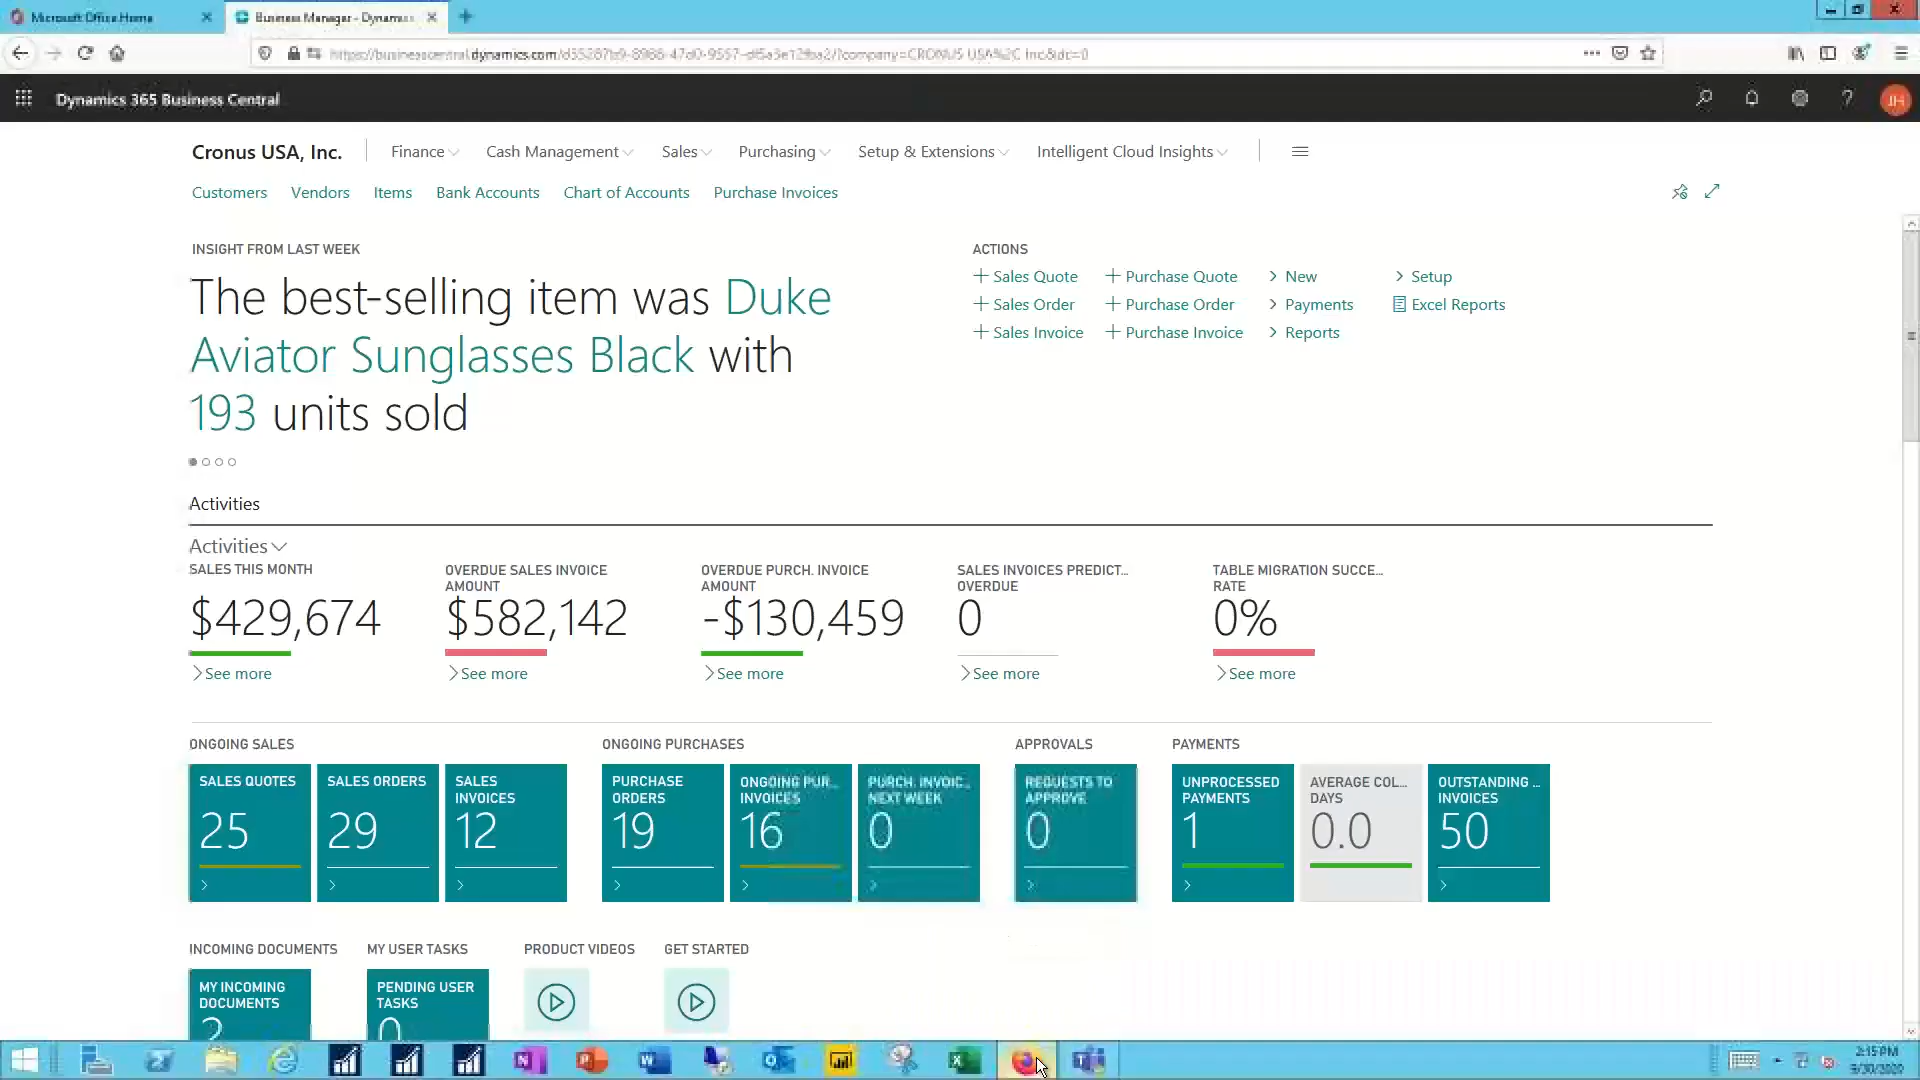 Microsoft Office Home
Business Manager - Dynamics
dynamics.com
Dynamics 365 Business Central
JH
Cronus USA, Inc.
Finance
Cash Management
Sales
Purchasing
Setup & Extensions
Intelligent Cloud Insights
Customers
Vendors
Items
Bank Accounts
Chart of Accounts
Purchase Invoices
INSIGHT FROM LAST WEEK
The best-selling item was Duke
Aviator Sunglasses Black with
193 units sold
ACTIONS
+ Sales Quote
+ Purchase Quote
> New
> Setup
+ Sales Order
+ Purchase Order
> Payments
Excel Reports
+ Sales Invoice
+ Purchase Invoice
> Reports
Activities
Activities
SALES THIS MONTH
$429,674
>See more
OVERDUE SALES INVOICE
AMOUNT
$582,142
>See more
OVERDUE PURCH. INVOICE
AMOUNT
-$130,459
>See more
SALES INVOICES PREDICT...
OVERDUE
0
>See more
TABLE MIGRATION SUCCE...
RATE
0%
>See more
ONGOING SALES
SALES QUOTES
25
SALES ORDERS
29
SALES
INVOICES
12
ONGOING PURCHASES
PURCHASE
ORDERS
19
ONGOING PUR...
INVOICES
16
PURCH. INVOIC...
NEXT WEEK
0
APPROVALS
REQUESTS TO
APPROVE
0
PAYMENTS
UNPROCESSED
PAYMENTS
1
AVERAGE COL...
DAYS
0.0
OUTSTANDING ...
INVOICES
50
INCOMING DOCUMENTS
MY INCOMING
DOCUMENTS
2
MY USER TASKS
PENDING USER
TASKS
0
PRODUCT VIDEOS
GET STARTED
2:15 PM
9/30/2020